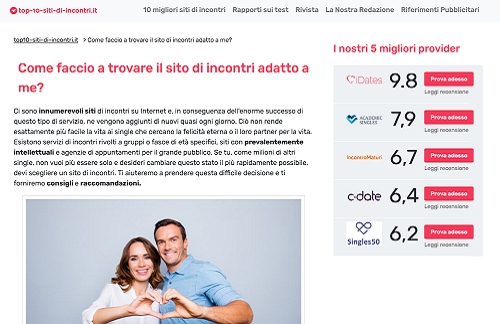 top-10-siti-di-incontri.it
10 migliori siti di incontri Rapporti sui test Rivista La Nostra Redazione Riferimenti Pubblicitari
top10-siti-di-incontri.it > Come faccio a trovare il sito di incontri adatto a me?
Come faccio a trovare il sito di incontri adatto a
me?
Ci sono innumerevoli siti di incontri su Internet e, in conseguenza dell'enorme successo di
questo tipo di servizio, ne vengono aggiunti di nuovi quasi ogni giorno. Ciò non rende
esattamente più facile la vita ai single che cercano la felicità eterna o il loro partner per la vita.
Esistono servizi di incontri rivolti a gruppi o fasce di età specifici, siti con prevalentemente
intellettuali e agenzie di appuntamenti per il grande pubblico. Se tu, come milioni di altri
single, non vuoi più essere solo e desideri cambiare questo stato il più rapidamente possibile,
devi scegliere un sito di incontri. Ti aiuteremo a prendere questa difficile decisione e ti
forniremo consigli e raccomandazioni.
I nostri 5 migliori provider
iDates 9.8 Prova adesso
Leggi recensione
ACADEMIC SINGLES 7,9 Prova adesso
Leggi recensione
incontriMaturi 6,7 Prova adesso
Leggi recensione
c-date 6,4 Prova adesso
Leggi recensione
Singles50 6,2 Prova adesso
Leggi recensione